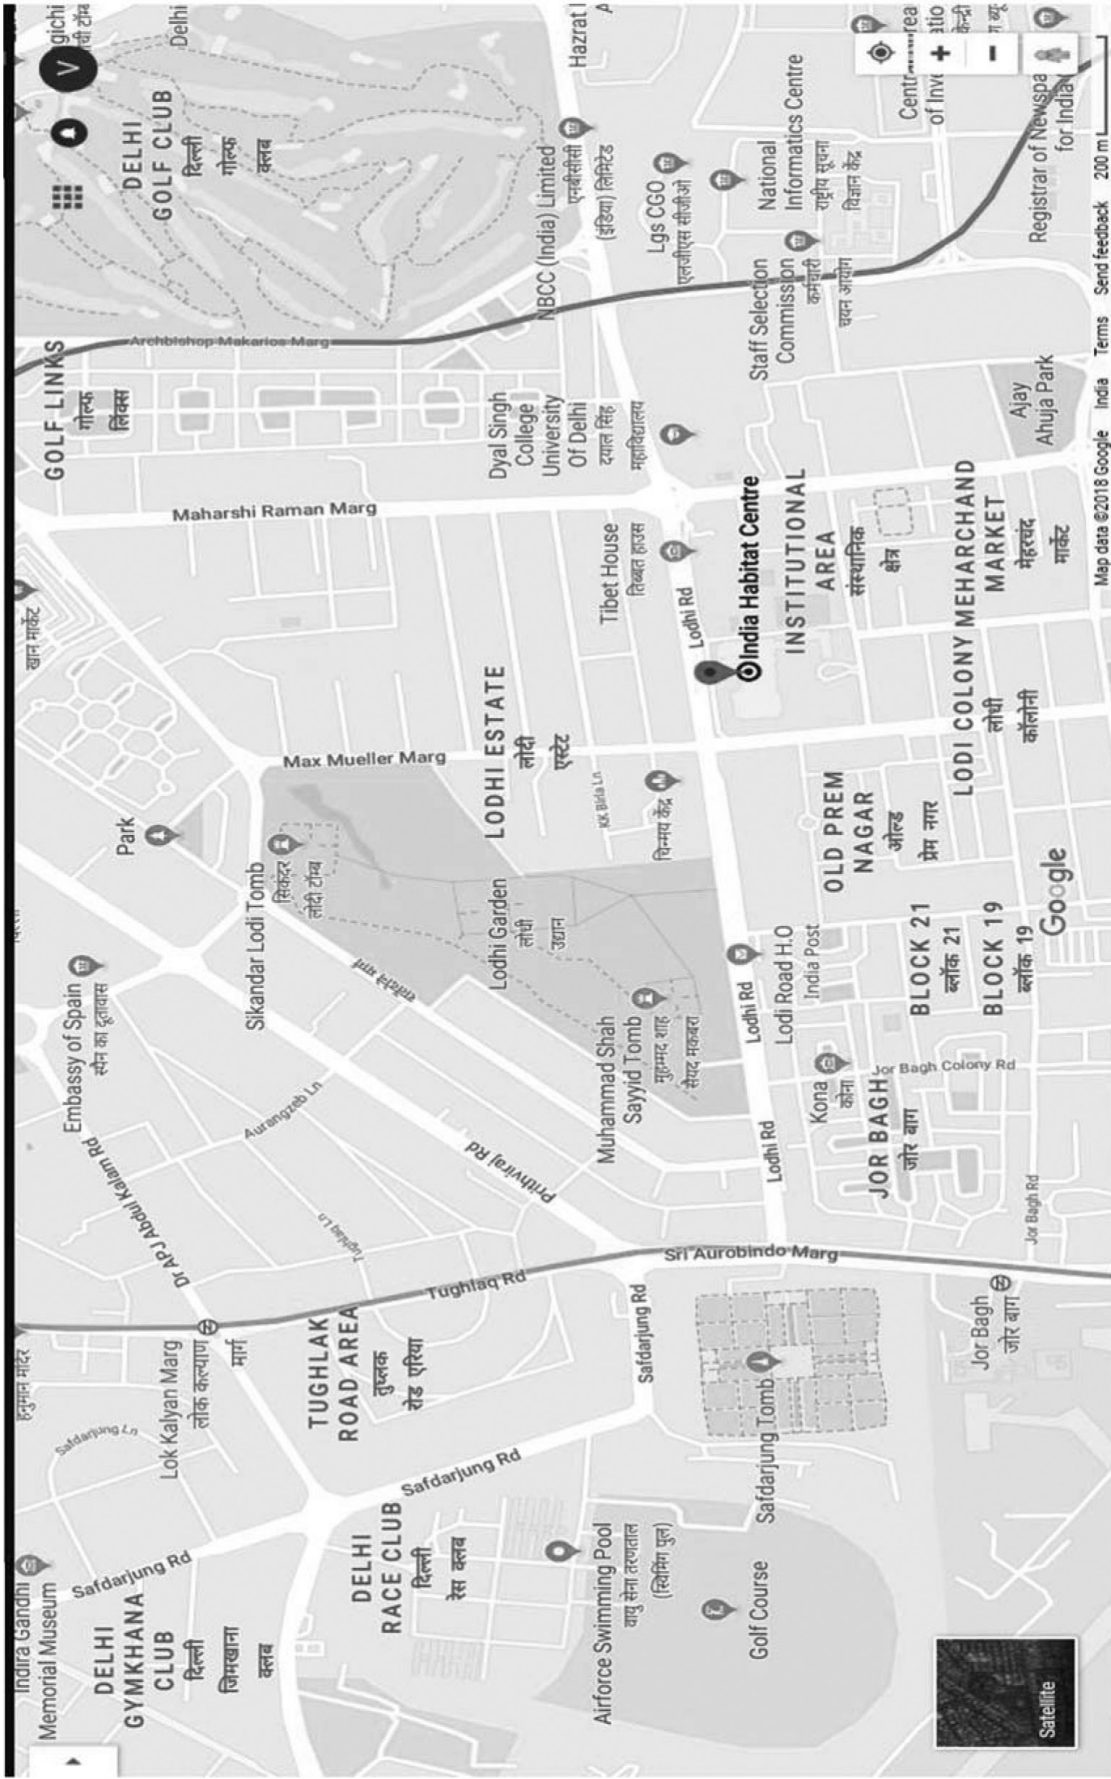 Indira Gandhi
Memorial Museum
DELHI
GYMKHANA
CLUB
दिल्ली
जिमखाना
क्लब
Safdarjung Rd
Safdarjung Ln
Lok Kalyan Marg
लोक कल्याण
मार्ग
Dr APJ Abdul Kalam Rd
Embassy of Spain
स्पेन का दूतावास
Park
खान मार्केट
GOLF LINKS
गोल्फ
लिंक्स
DELHI
GOLF CLUB
दिल्ली
गोल्फ
क्लब
Delhi
V
Archbishop Makarios Marg
Maharshi Raman Marg
Max Mueller Marg
Sikandar Lodi Tomb
सिकंदर
लोदी टॉम्ब
Aurangzeb Ln
Tughlaq Ln
TUGHLAK
ROAD AREA
तुघ्लक
रोड एरिया
Tughlaq Rd
Prithviraj Rd
DELHI
RACE CLUB
दिल्ली
रेस क्लब
Safdarjung Rd
Safdarjung Rd
Lodhi Garden
लोधी
उद्यान
LODHI ESTATE
लोदी
एस्टेट
KK Birla Ln
चिन्मय केंद्र
Dyal Singh
College
University
Of Delhi
दयाल सिंह
महाविद्यालय
NBCC (India) Limited
एनबीसीसी
(इंडिया) लिमिटेड
Tibet House
तिब्बत हाउस
Lgs CGO
एलजीएस सीजीओ
Airforce Swimming Pool
वायु सेना तरणताल
(स्विमिंग पुल)
Muhammad Shah
Sayyid Tomb
मुहम्मद शाह
सैयद मकबरा
Sri Aurobindo Marg
Lodhi Rd
Lodhi Rd
Lodhi Rd
India Habitat Centre
Golf Course
Safdarjung Tomb
Lodi Road H.O
India Post
Kona
कोना
Staff Selection
Commission
कर्मचारी
चयन आयोग
National
Informatics Centre
राष्ट्रीय सूचना
विज्ञान केंद्र
INSTITUTIONAL
AREA
संस्थानिक
क्षेत्र
OLD PREM
NAGAR
ओल्ड
प्रेम नगर
JOR BAGH
जोर बाग
Jor Bagh Colony Rd
BLOCK 21
ब्लॉक 21
BLOCK 19
ब्लॉक 19
LODI COLONY
लोधी
कॉलोनी
MEHARCHAND
MARKET
मेहरचंद
मार्केट
Ajay
Ahuja Park
Registrar of Newspa
for India
Jor Bagh
जोर बाग
Jor Bagh Rd
Satellite
Google
Map data ©2018 Google India Terms Send feedback 200 m